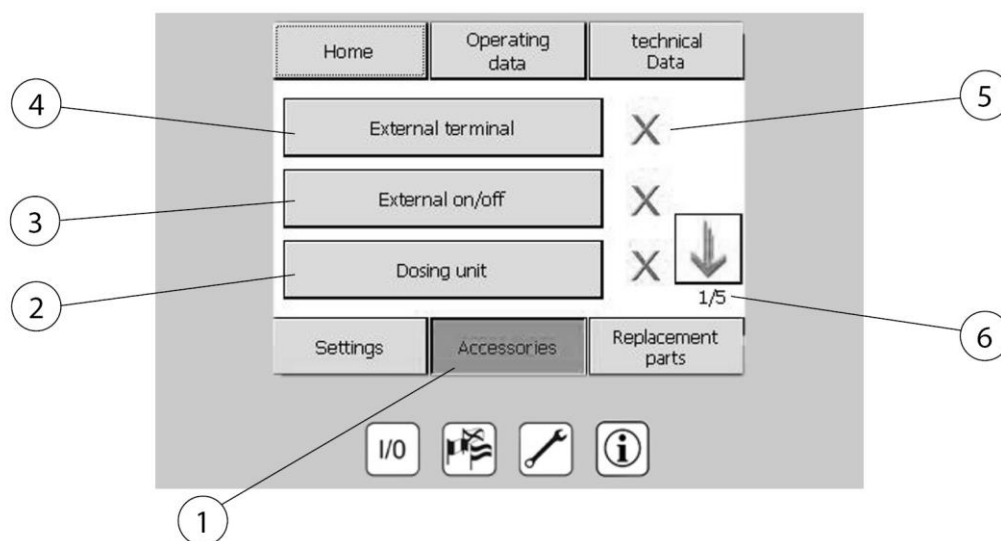 Home
Operating
data
technical
Data
4
External terminal
X
5
3
External on/off
X
2
Dosing unit
X
1/5
6
Settings
Accessories
Replacement
parts
I/0
i
1